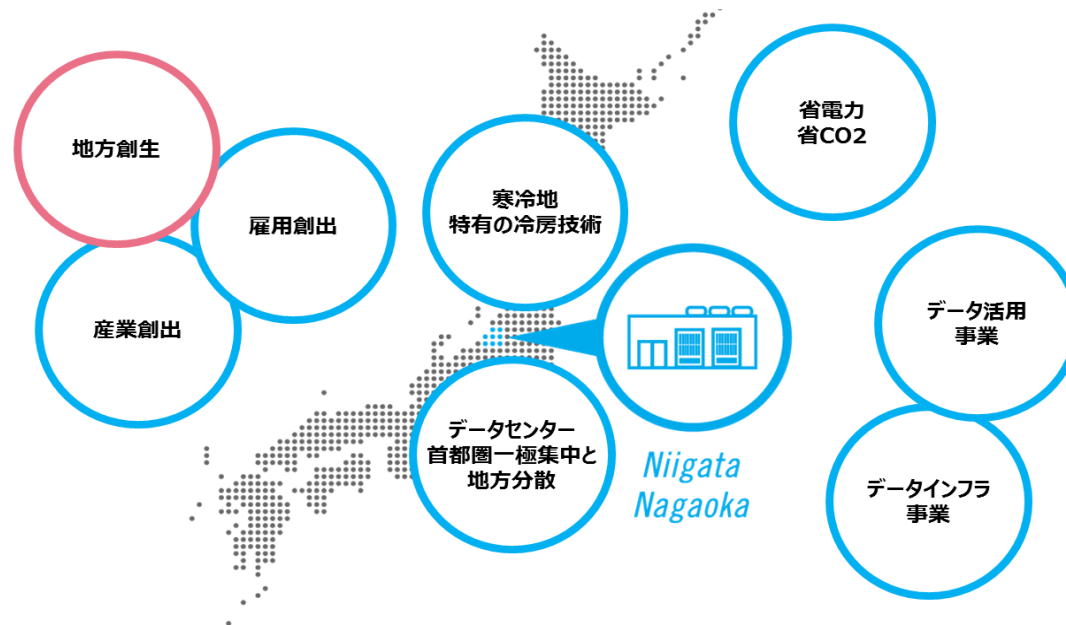 地方創生
雇用創出
産業創出
寒冷地
特有の冷房技術
データセンター
首都圏一極集中と
地方分散
Niigata
Nagaoka
省電力
省CO2
データ活用
事業
データインフラ
事業